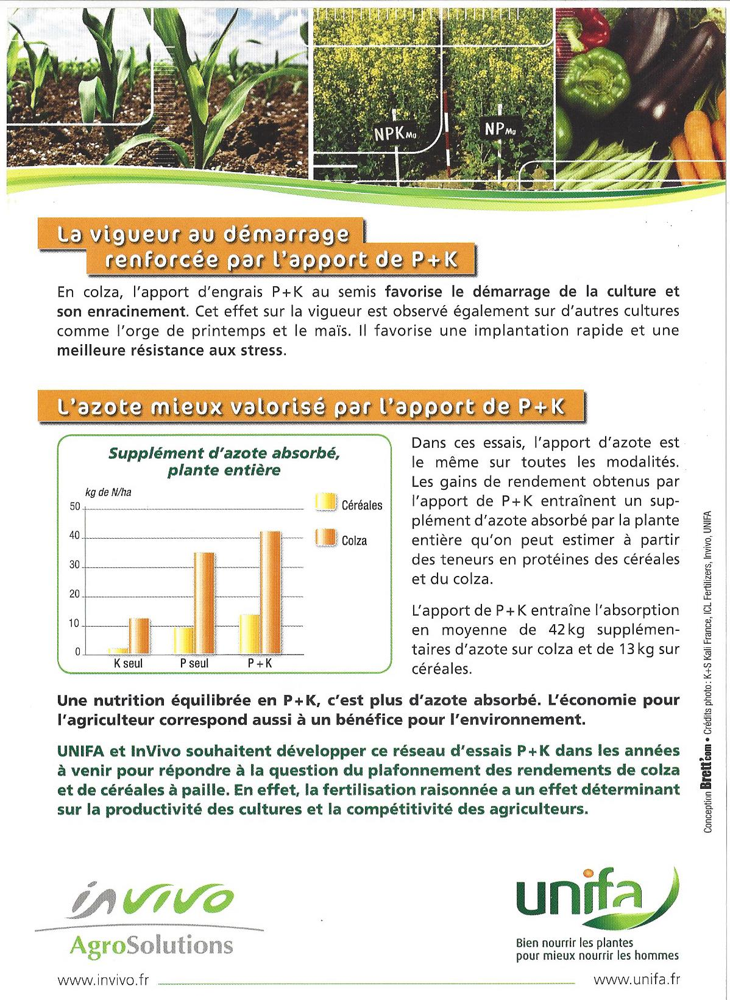 NPK Mg
NP Mg
La vigueur au démarrage
renforcée par l'apport de P+K
En colza, l'apport d'engrais P+K au semis favorise le démarrage de la culture et
son enracinement. Cet effet sur la vigueur est observé également sur d'autres cultures
comme l'orge de printemps et le maïs. Il favorise une implantation rapide et une
meilleure résistance aux stress.
L'azote mieux valorisé par l'apport de P+K
Supplément d'azote absorbé,
plante entière
kg de N/ha
50
40
30
20
10
0
K seul
P seul
P + K
Céréales
Colza
Dans ces essais, l'apport d'azote est
le même sur toutes les modalités.
Les gains de rendement obtenus par
l'apport de P+K entraînent un sup-
plément d'azote absorbé par la plante
entière qu'on peut estimer à partir
des teneurs en protéines des céréales
et du colza.
L'apport de P+K entraîne l'absorption
en moyenne de 42 kg supplémen-
taires d'azote sur colza et de 13 kg sur
céréales.
Une nutrition équilibrée en P+K, c'est plus d'azote absorbé. L'économie pour
l'agriculteur correspond aussi à un bénéfice pour l'environnement.
UNIFA et InVivo souhaitent développer ce réseau d'essais P+K dans les années
à venir pour répondre à la question du plafonnement des rendements de colza
et de céréales à paille. En effet, la fertilisation raisonnée a un effet déterminant
sur la productivité des cultures et la compétitivité des agriculteurs.
Conception Brett'com • Crédits photo : K+S Kali France, ICL Fertilizers, Invivo, UNIFA
invivo
AgroSolutions
www.invivo.fr
unifa
Bien nourrir les plantes
pour mieux nourrir les hommes
www.unifa.fr